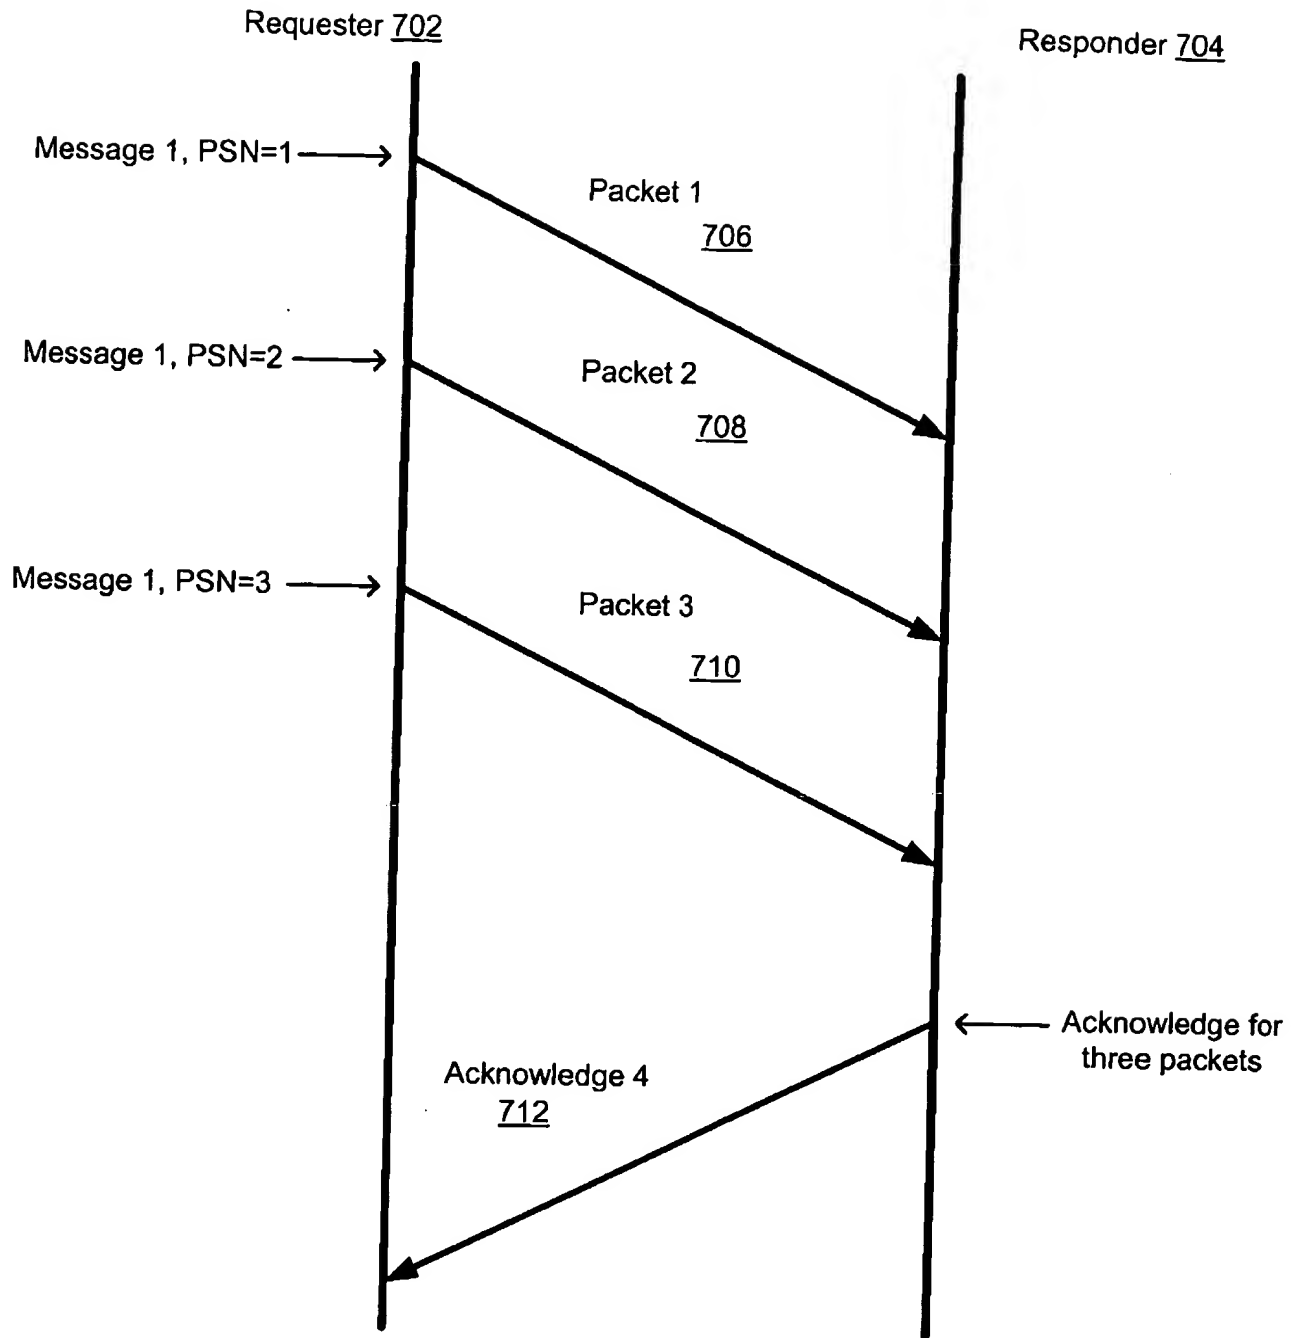 Requester 702
Responder 704
Message 1, PSN=1
Packet 1
706
Message 1, PSN=2
Packet 2
708
Message 1, PSN=3
Packet 3
710
Acknowledge for
three packets
Acknowledge 4
712